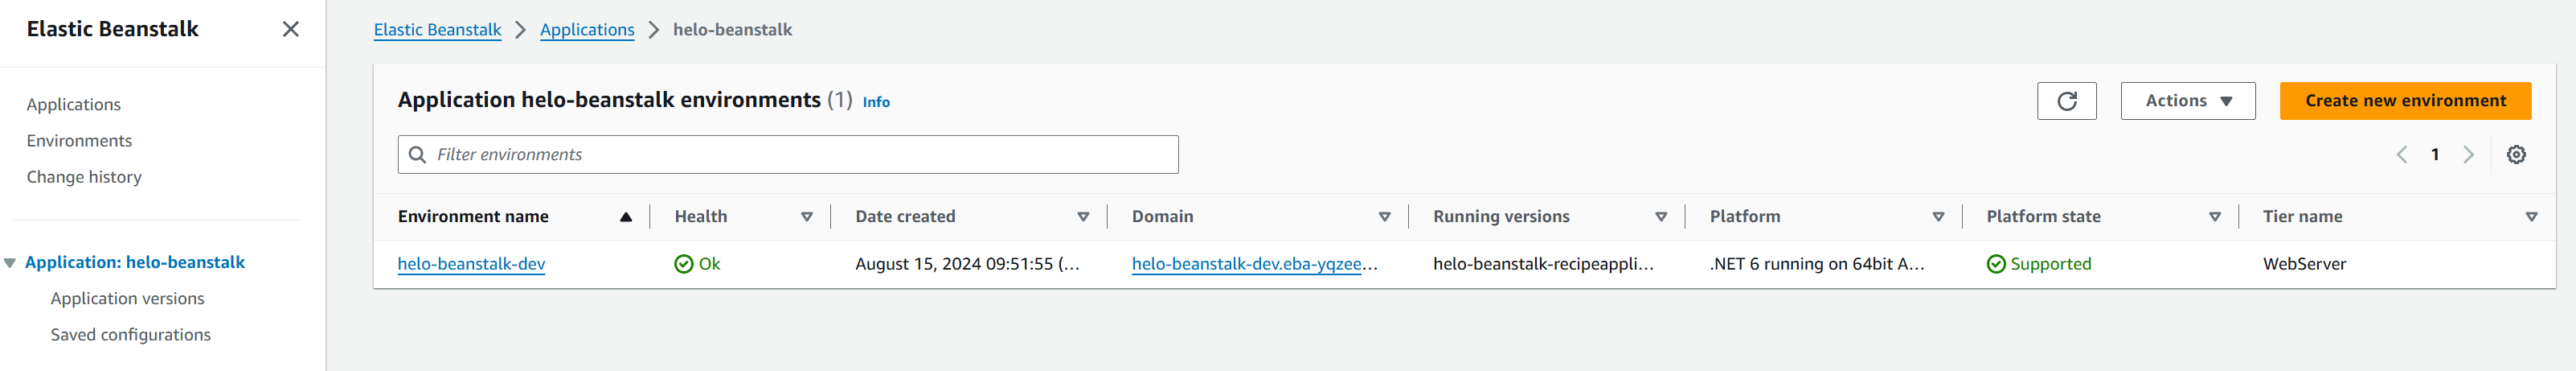 Elastic Beanstalk
Applications
Environments
Change history
Application: helo-beanstalk
Application versions
Saved configurations
Elastic Beanstalk Applications helo-beanstalk
Application helo-beanstalk environments (1) Info
Actions
Create new environment
Filter environments
1
Environment name Health Date created Domain Running versions Platform Platform state Tier name
helo-beanstalk-dev Ok August 15, 2024 09:51:55 (... helo-beanstalk-dev.eba-yqzee... helo-beanstalk-recipeappli... .NET 6 running on 64bit A... Supported WebServer